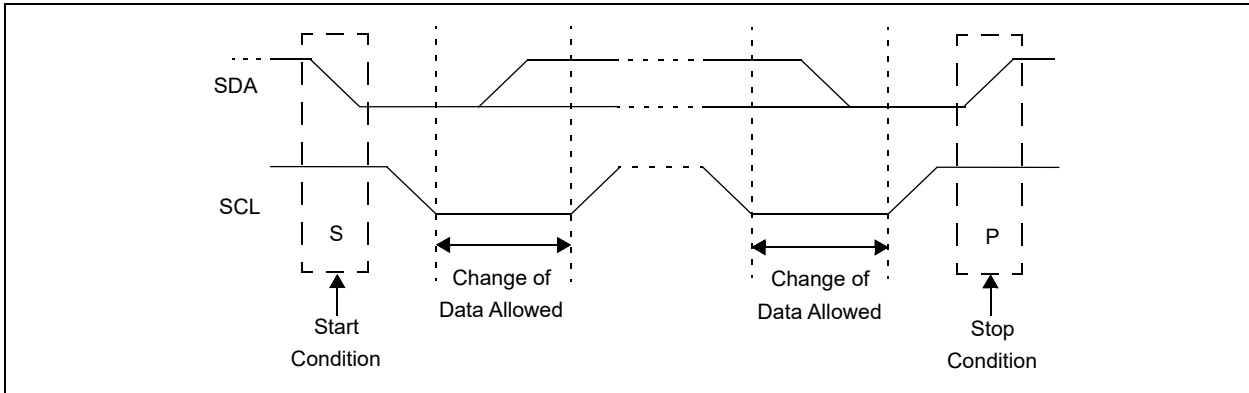 SDA
SCL
S
P
Change of
Data Allowed
Change of
Data Allowed
Start
Condition
Stop
Condition